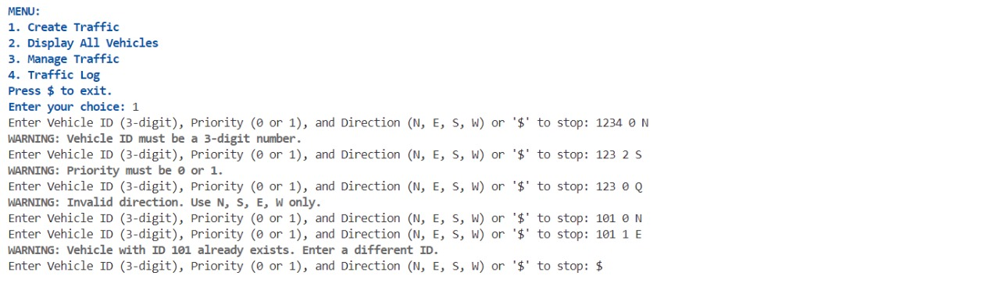 MENU:
1. Create Traffic
2. Display All Vehicles
3. Manage Traffic
4. Traffic Log
Press $ to exit.
Enter your choice: 1
Enter Vehicle ID (3-digit), Priority (0 or 1), and Direction (N, E, S, W) or '$' to stop: 1234 0 N
WARNING: Vehicle ID must be a 3-digit number.
Enter Vehicle ID (3-digit), Priority (0 or 1), and Direction (N, E, S, W) or '$' to stop: 123 2 S
WARNING: Priority must be 0 or 1.
Enter Vehicle ID (3-digit), Priority (0 or 1), and Direction (N, E, S, W) or '$' to stop: 123 0 Q
WARNING: Invalid direction. Use N, S, E, W only.
Enter Vehicle ID (3-digit), Priority (0 or 1), and Direction (N, E, S, W) or '$' to stop: 101 0 N
Enter Vehicle ID (3-digit), Priority (0 or 1), and Direction (N, E, S, W) or '$' to stop: 101 1 E
WARNING: Vehicle with ID 101 already exists. Enter a different ID.
Enter Vehicle ID (3-digit), Priority (0 or 1), and Direction (N, E, S, W) or '$' to stop: $